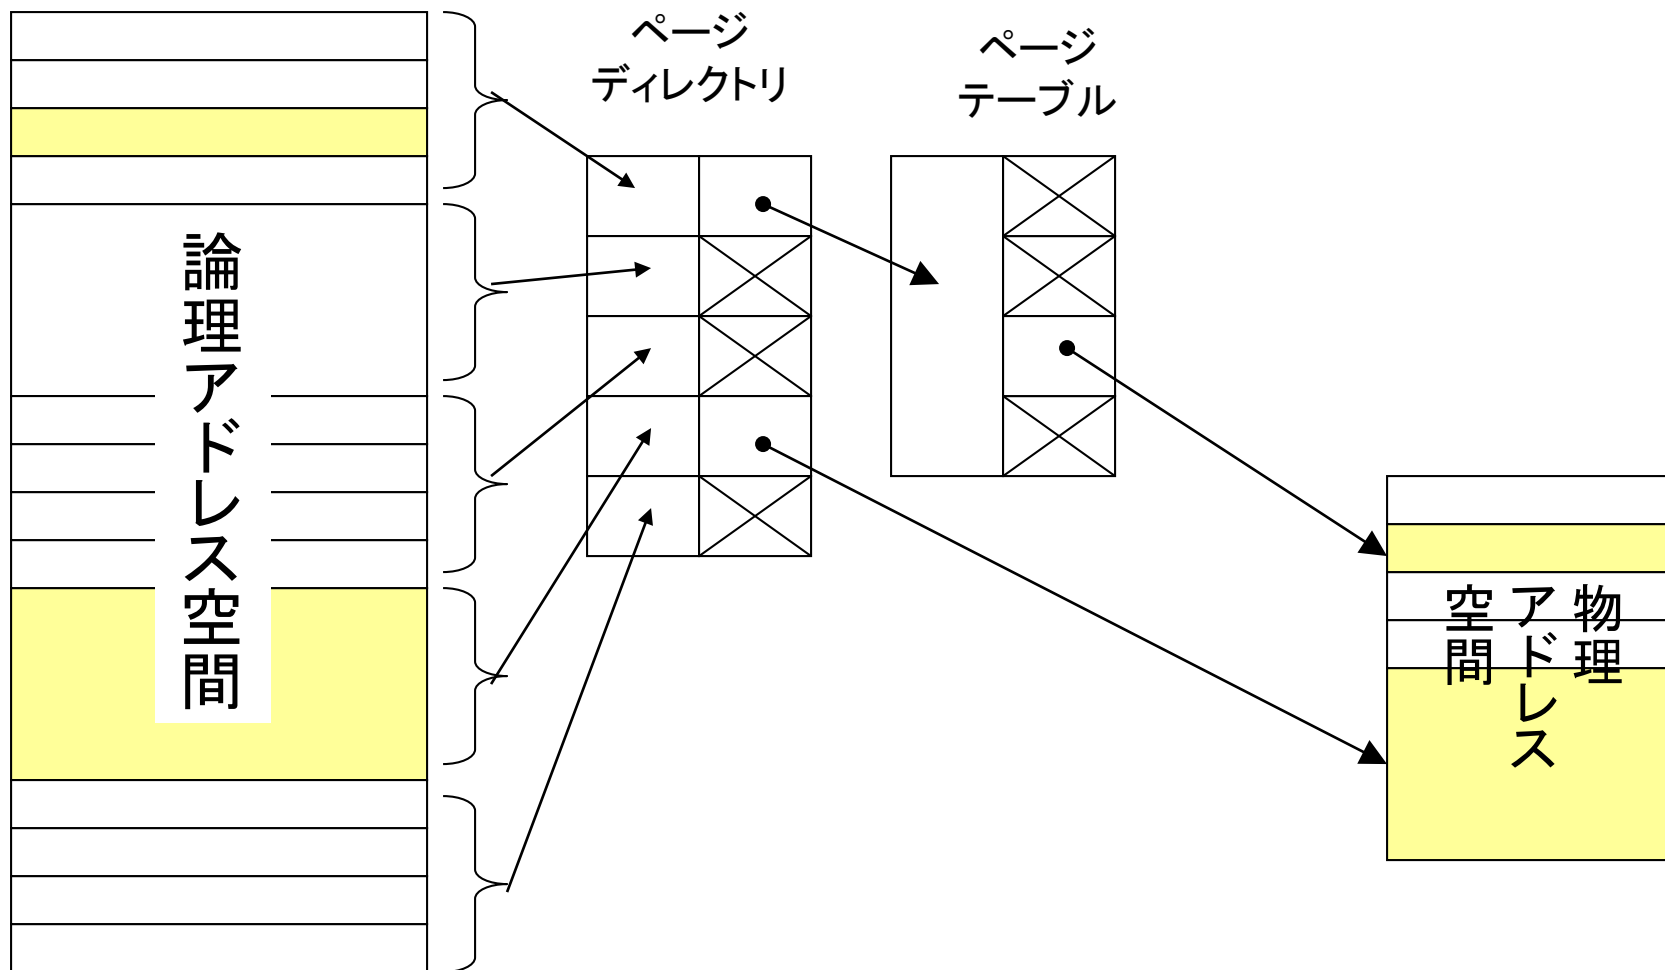 ページ
ディレクトリ
ページ
テーブル
論理アドレス空間
物理
アドレス
空間